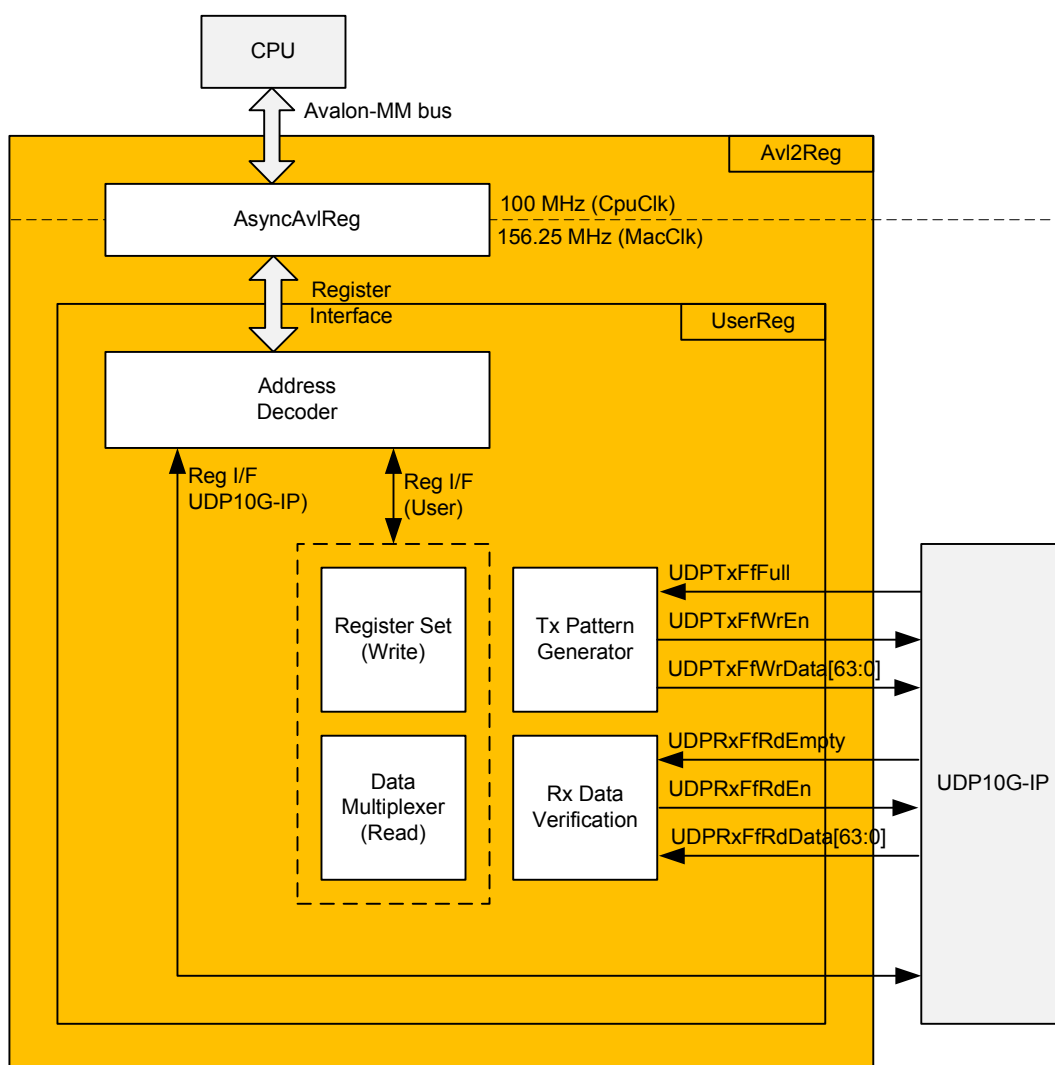 CPU
Avalon-MM bus
Avl2Reg
AsyncAvlReg
100 MHz (CpuClk)
156.25 MHz (MacClk)
Register
Interface
UserReg
Address
Decoder
Reg I/F
UDP10G-IP)
Reg I/F
(User)
Register Set
(Write)
Tx Pattern
Generator
UDPTxFfFull
UDPTxFfWrEn
UDPTxFfWrData[63:0]
Data
Multiplexer
(Read)
Rx Data
Verification
UDPRxFfRdEmpty
UDPRxFfRdEn
UDPRxFfRdData[63:0]
UDP10G-IP